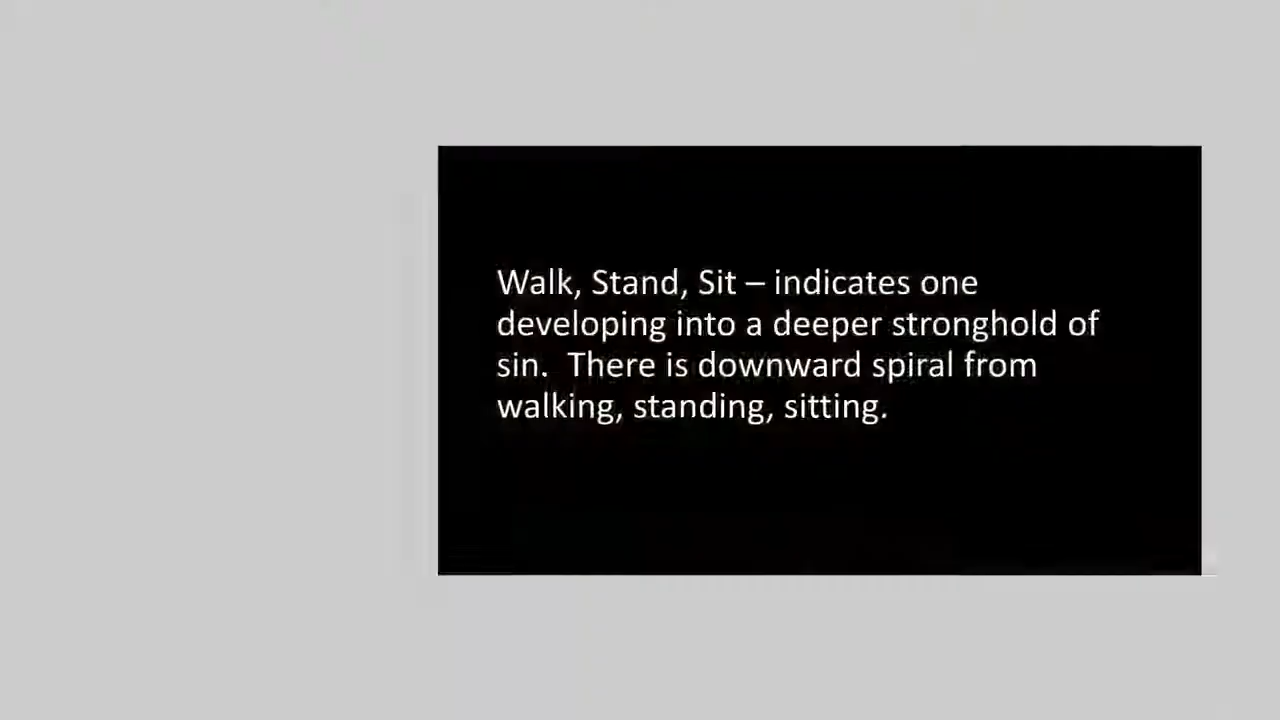 Walk, Stand, Sit – indicates one
developing into a deeper stronghold of
sin.  There is downward spiral from
walking, standing, sitting.